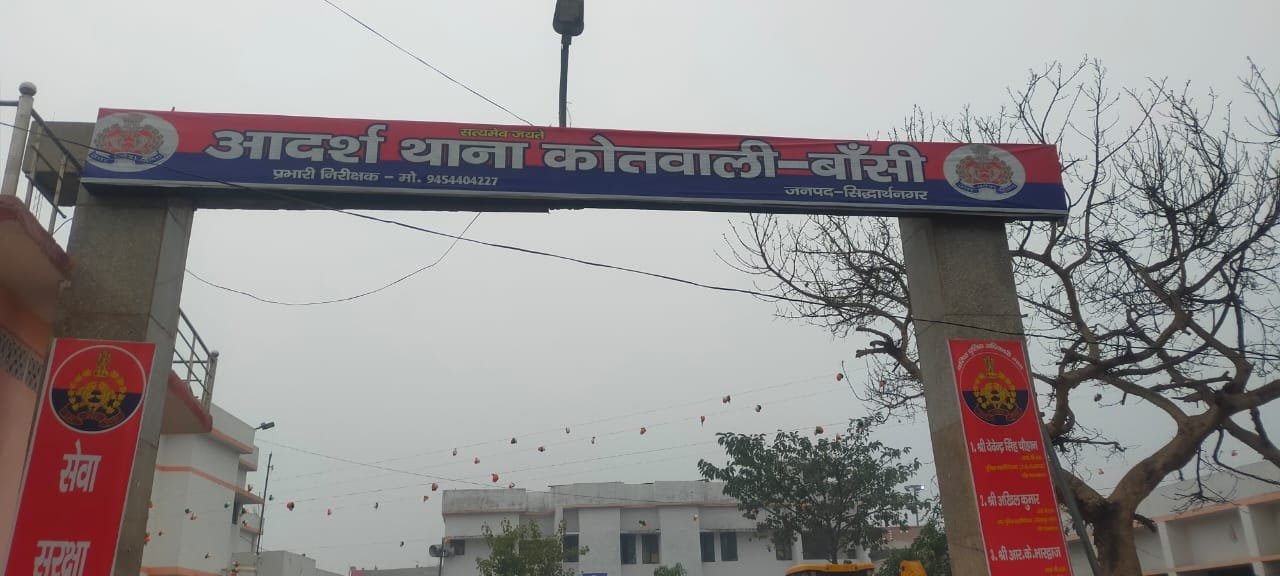 सत्यमेव जयते
आदर्श थाना कोतवाली-बाँसी
प्रभारी निरीक्षक - मो. 9454404227
जनपद-सिद्धार्थनगर
सेवा
सुरक्षा
1. श्री देवेन्द्र सिंह चौहान
2. श्री अखिल कुमार
3. श्री आर.के. भारद्वाज